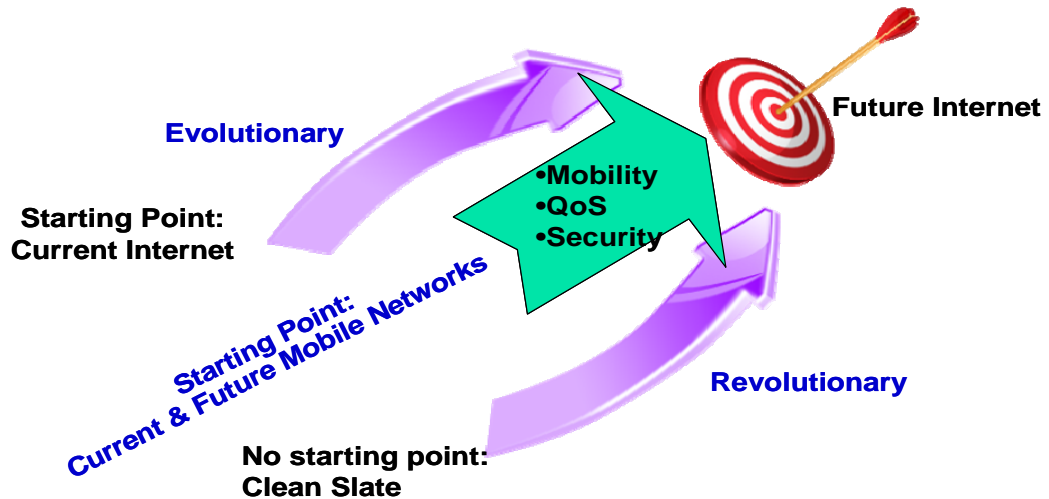 Future Internet
Evolutionary
•Mobility
•QoS
•Security
Starting Point:
Current Internet
Starting Point:
Current & Future Mobile Networks
Revolutionary
No starting point:
Clean Slate